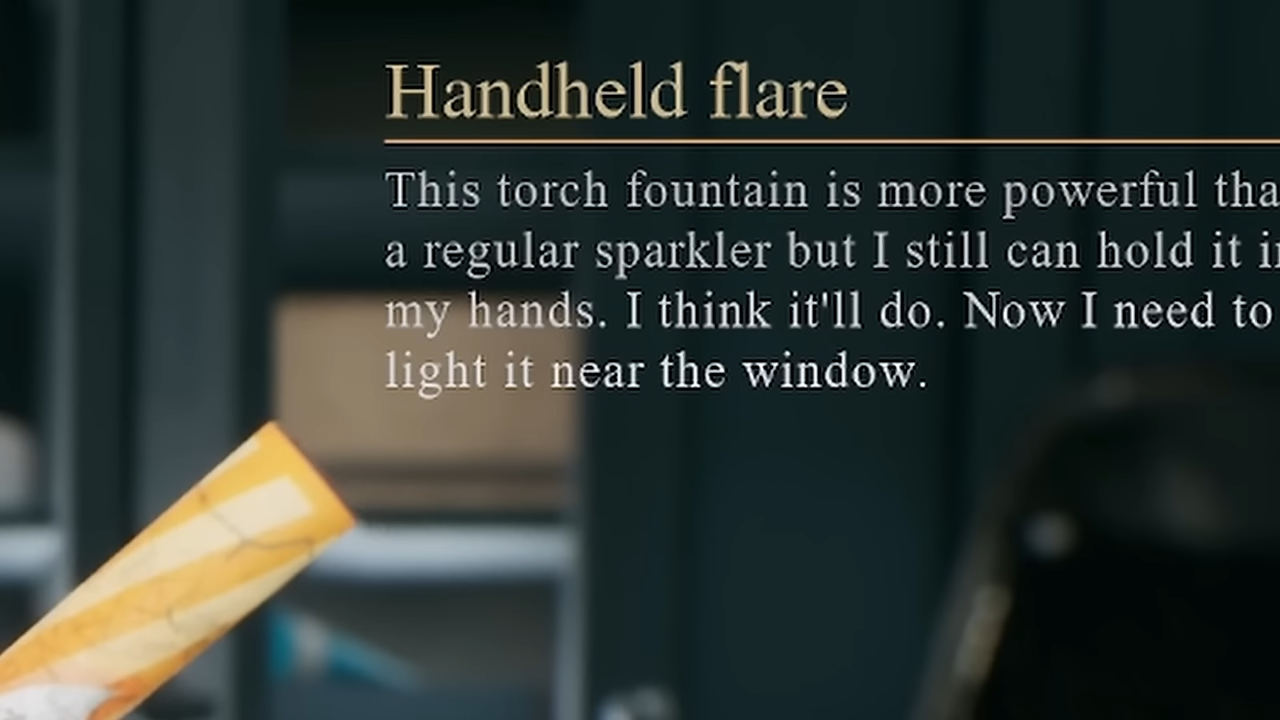 Handheld flare
This torch fountain is more powerful tha
a regular sparkler but I still can hold it i
my hands. I think it'll do. Now I need to
light it near the window.